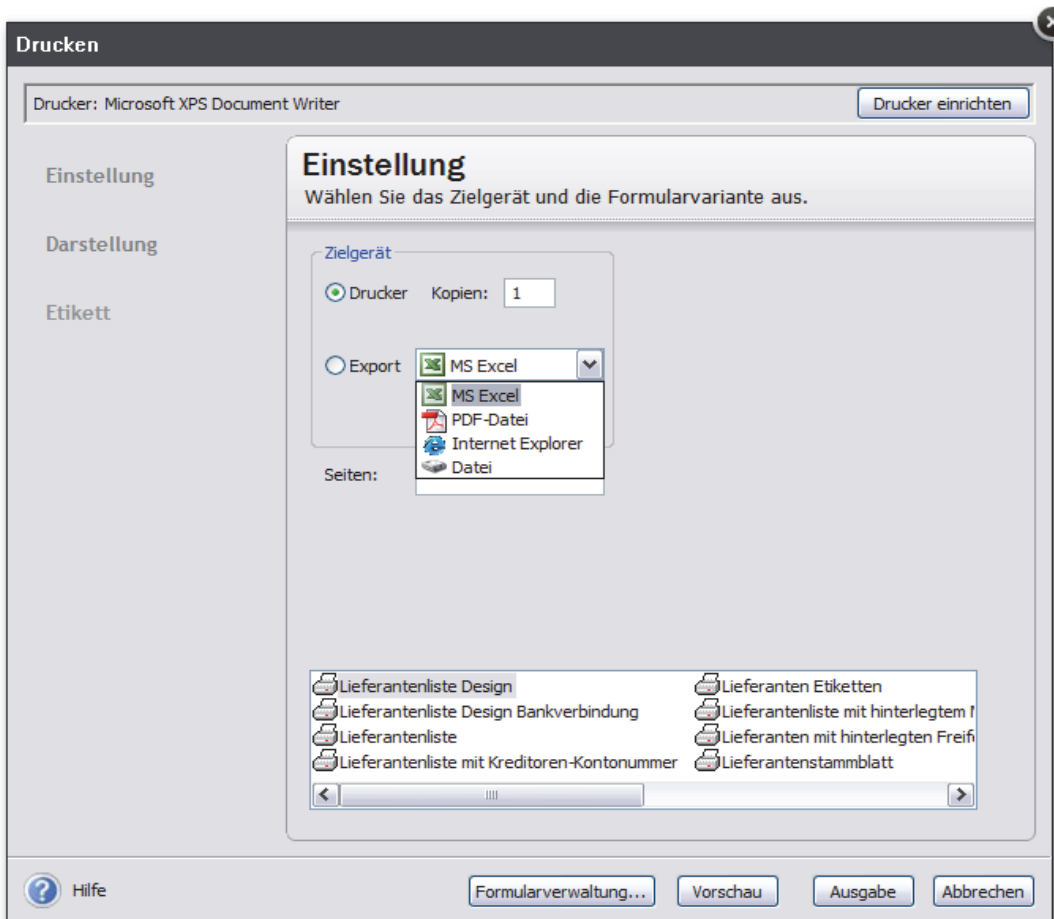 Drucken
Drucker: Microsoft XPS Document Writer
Drucker einrichten
Einstellung
Darstellung
Etikett
Einstellung
Wählen Sie das Zielgerät und die Formularvariante aus.
Zielgerät
Drucker Kopien: 1
Export MS Excel
MS Excel
PDF-Datei
Internet Explorer
Datei
Seiten:
Lieferantenliste Design
Lieferantenliste Design Bankverbindung
Lieferantenliste
Lieferantenliste mit Kreditoren-Kontonummer
Lieferanten Etiketten
Lieferantenliste mit hinterlegtem
Lieferanten mit hinterlegten
Lieferantenstammblatt
Hilfe
Formularverwaltung...
Vorschau
Ausgabe
Abbrechen